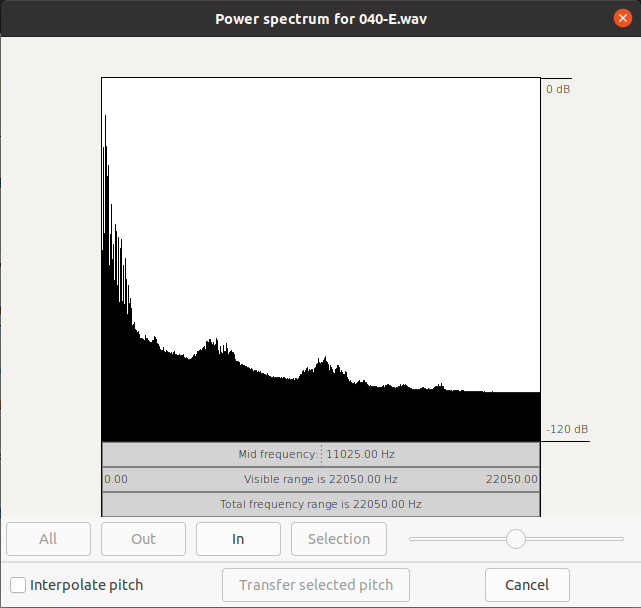 Power spectrum for 040-E.wav
0 dB
-120 dB
Mid frequency: 11025.00 Hz
0.00 Visible range is 22050.00 Hz 22050.00
Total frequency range is 22050.00 Hz
All Out In Selection
Interpolate pitch Transfer selected pitch Cancel